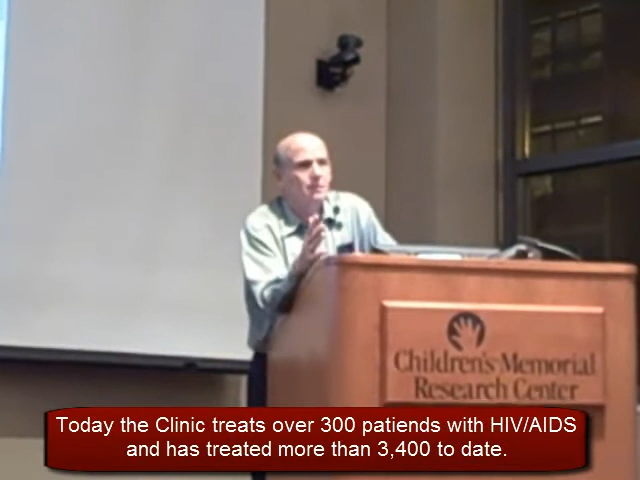 Children's Memorial
Research Center
Today the Clinic treats over 300 patiends with HIV/AIDS
and has treated more than 3,400 to date.